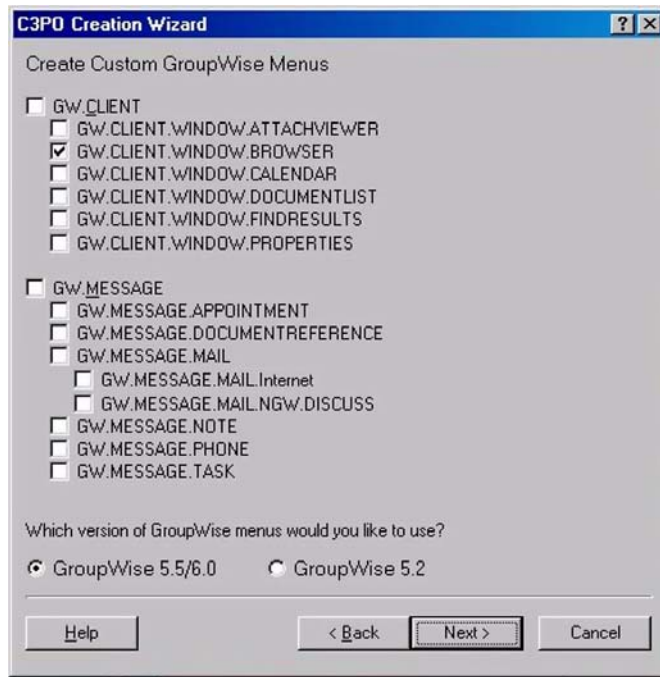 C3PO Creation Wizard
Create Custom GroupWise Menus
GW.CLIENT
GW.CLIENT.WINDOW.ATTACHVIEWER
GW.CLIENT.WINDOW.BROWSER
GW.CLIENT.WINDOW.CALENDAR
GW.CLIENT.WINDOW.DOCUMENTLIST
GW.CLIENT.WINDOW.FINDRESULTS
GW.CLIENT.WINDOW.PROPERTIES
GW.MESSAGE
GW.MESSAGE.APPOINTMENT
GW.MESSAGE.DOCUMENTREFERENCE
GW.MESSAGE.MAIL
GW.MESSAGE.MAIL.Internet
GW.MESSAGE.MAIL.NGW.DISCUSS
GW.MESSAGE.NOTE
GW.MESSAGE.PHONE
GW.MESSAGE.TASK
Which version of GroupWise menus would you like to use?
GroupWise 5.5/6.0 GroupWise 5.2
Help < Back Next > Cancel